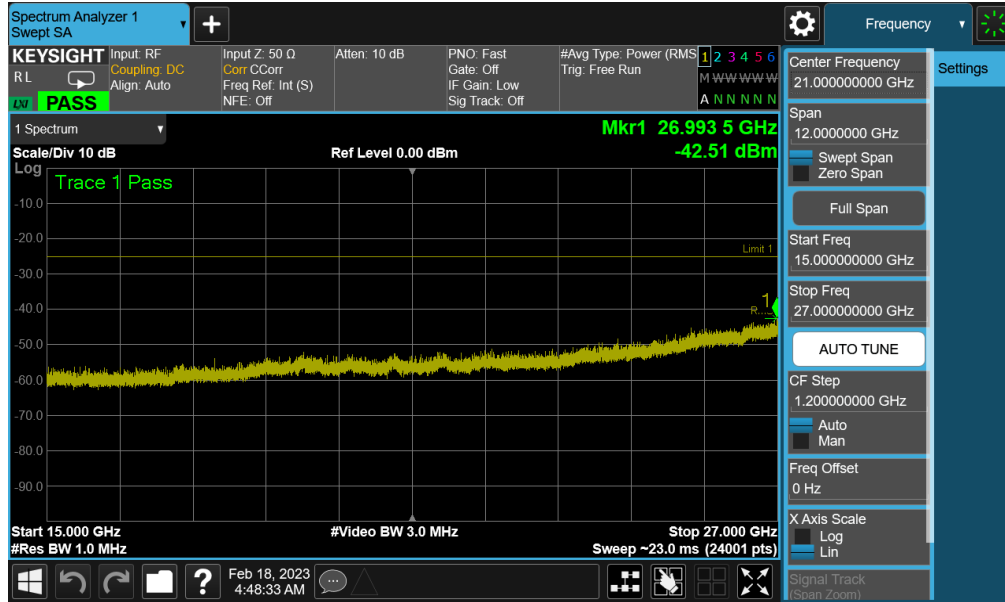 Spectrum Analyzer 1
Swept SA
Frequency
KEYSIGHT
R L
LXI PASS
Input: RF
Coupling: DC
Align: Auto
Input Z: 50 Ω
Corr CCorr
Freq Ref: Int (S)
NFE: Off
Atten: 10 dB
PNO: Fast
Gate: Off
IF Gain: Low
Sig Track: Off
#Avg Type: Power (RMS
Trig: Free Run
1 2 3 4 5 6
M W W W W W
A N N N N N
1 Spectrum
Scale/Div 10 dB
Ref Level 0.00 dBm
Mkr1 26.993 5 GHz
-42.51 dBm
Log
Trace 1 Pass
-10.0
-20.0
Limit 1
-30.0
-40.0
1
R...
-50.0
-60.0
-70.0
-80.0
-90.0
Start 15.000 GHz
#Video BW 3.0 MHz
Stop 27.000 GHz
#Res BW 1.0 MHz
Sweep ~23.0 ms (24001 pts)
Center Frequency
21.000000000 GHz
Settings
Span
12.0000000 GHz
Swept Span
Zero Span
Full Span
Start Freq
15.000000000 GHz
Stop Freq
27.000000000 GHz
AUTO TUNE
CF Step
1.200000000 GHz
Auto
Man
Freq Offset
0 Hz
X Axis Scale
Log
Lin
Signal Track
(Span Zoom)
?
Feb 18, 2023
4:48:33 AM